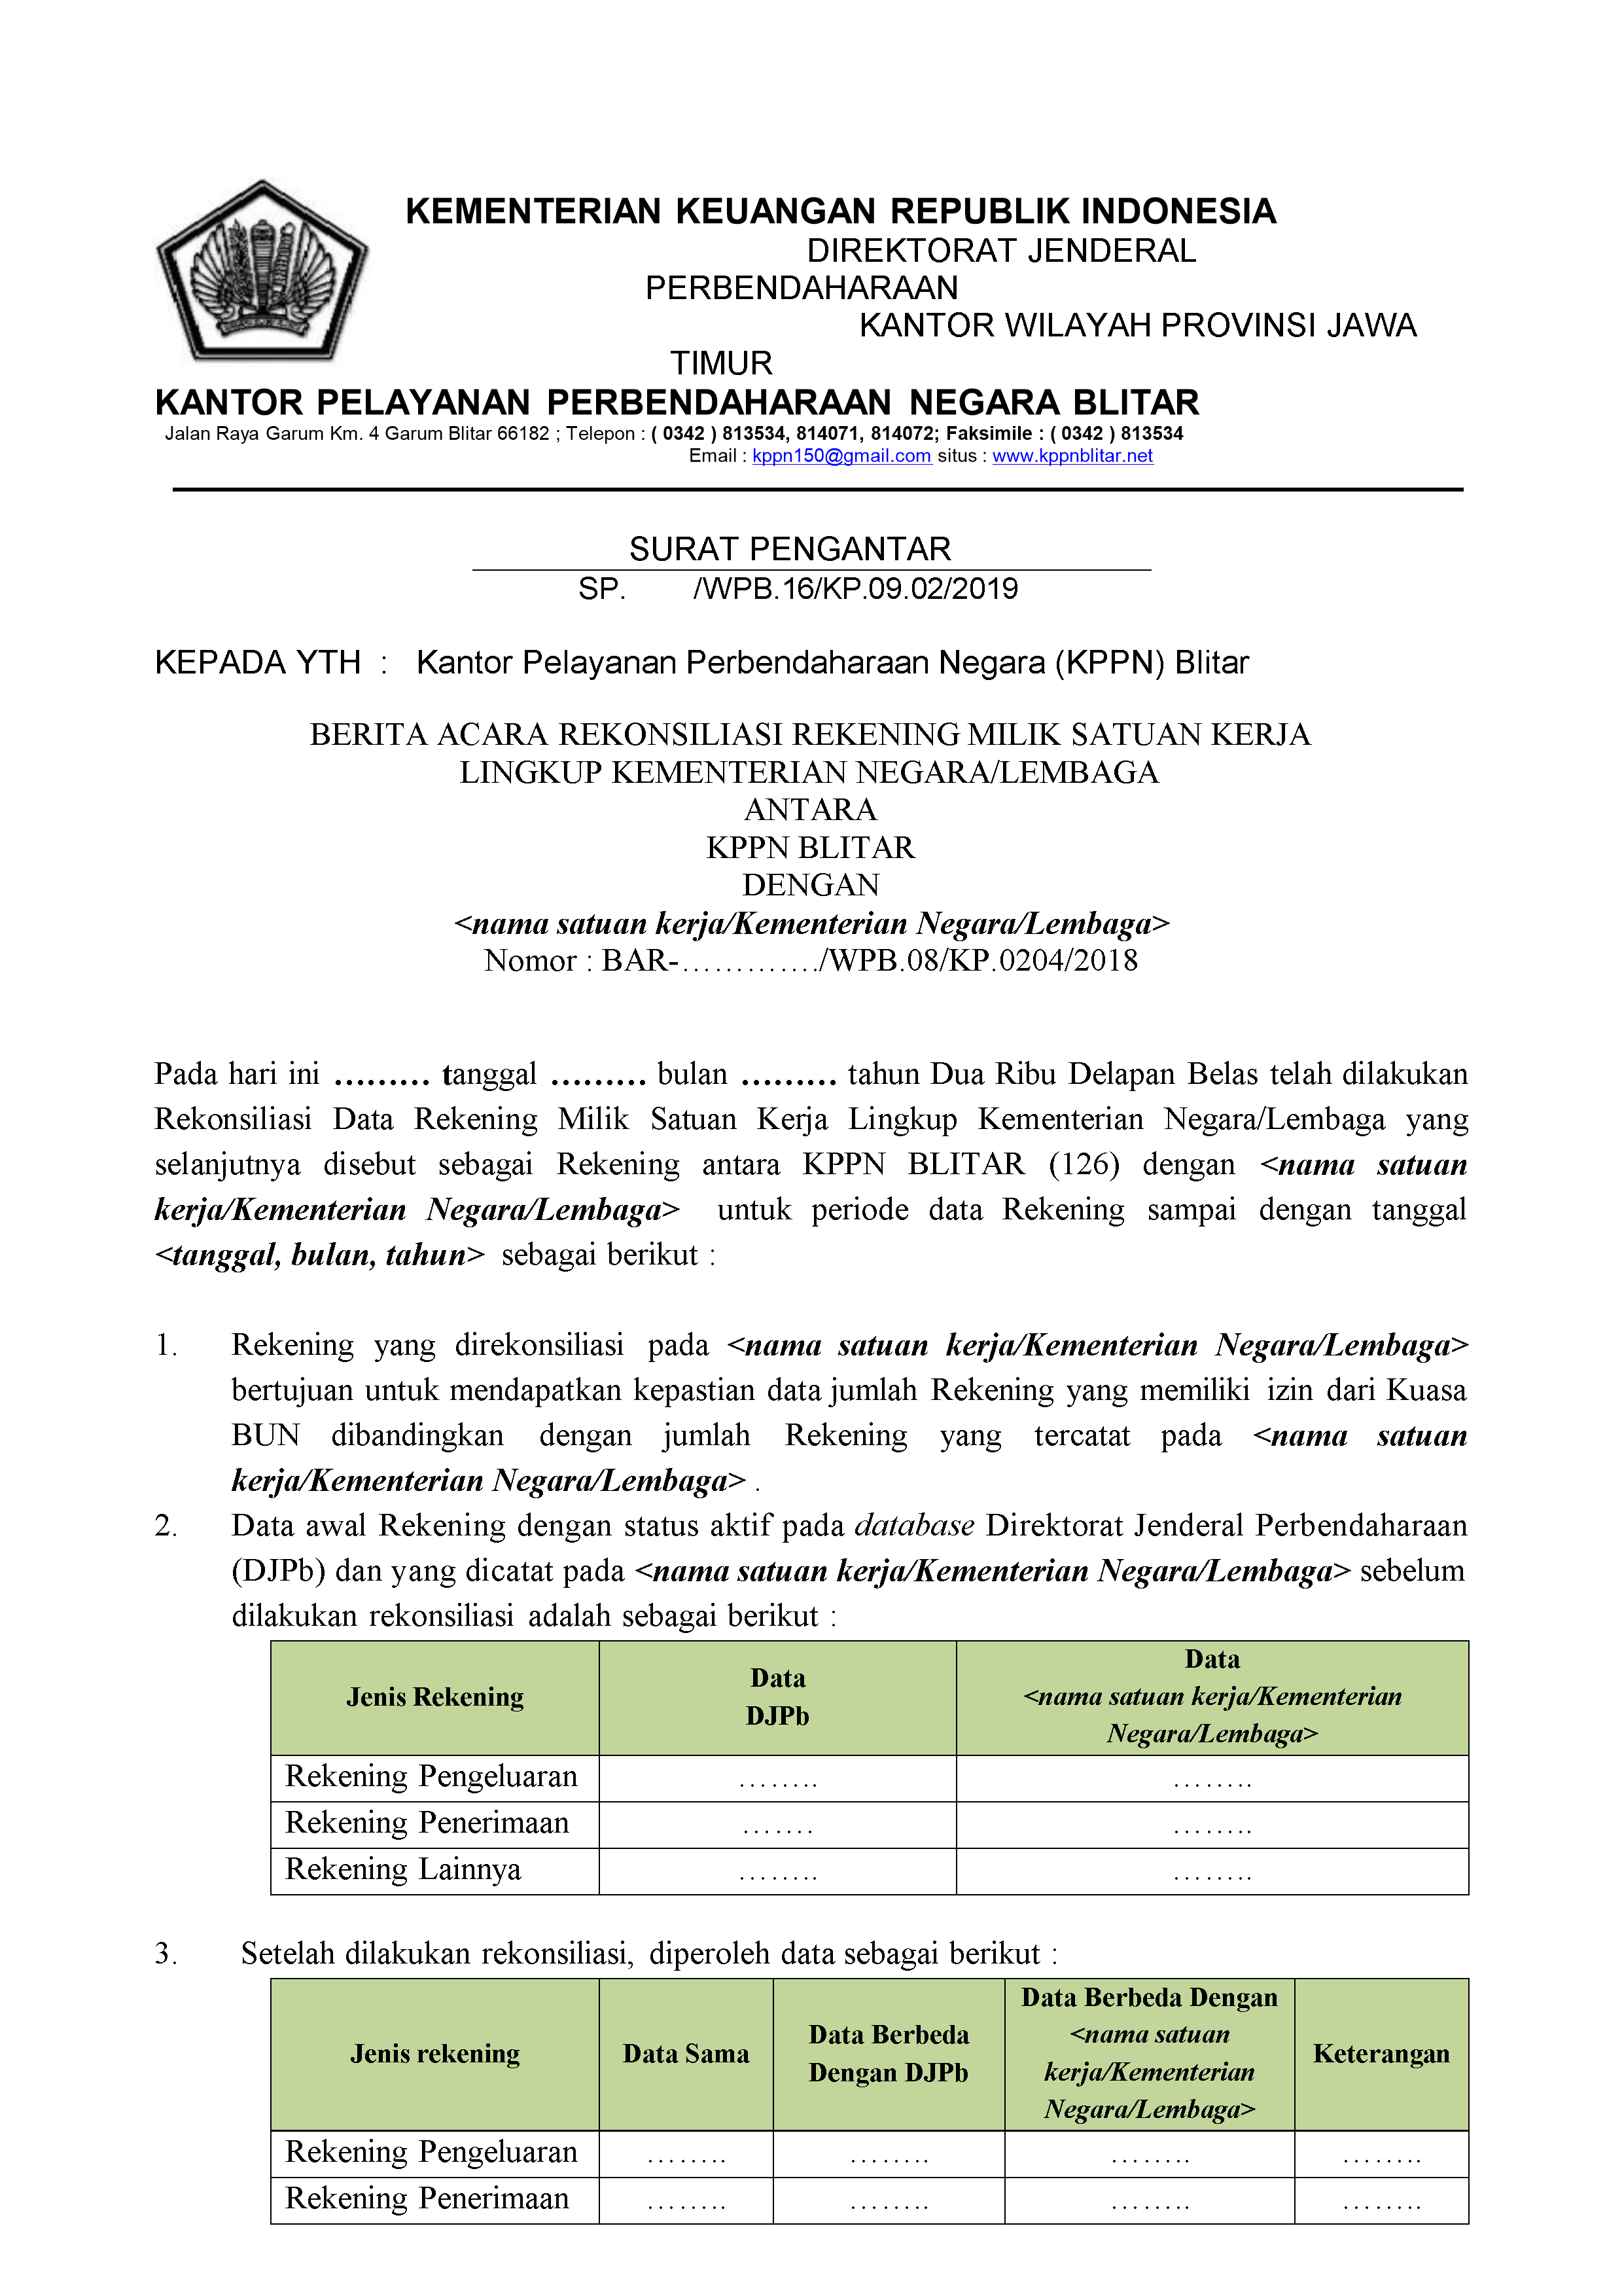 KEMENTERIAN KEUANGAN REPUBLIK INDONESIA
DIREKTORAT JENDERAL
PERBENDAHARAAN
KANTOR WILAYAH PROVINSI JAWA
TIMUR
KANTOR PELAYANAN PERBENDAHARAAN NEGARA BLITAR
Jalan Raya Garum Km. 4 Garum Blitar 66182 ; Telepon : ( 0342 ) 813534, 814071, 814072; Faksimile : ( 0342 ) 813534
Email : kppn150@gmail.com situs : www.kppnblitar.net
SURAT PENGANTAR
SP. /WPB.16/KP.09.02/2019
KEPADA YTH : Kantor Pelayanan Perbendaharaan Negara (KPPN) Blitar
BERITA ACARA REKONSILIASI REKENING MILIK SATUAN KERJA
LINGKUP KEMENTERIAN NEGARA/LEMBAGA
ANTARA
KPPN BLITAR
DENGAN
<nama satuan kerja/Kementerian Negara/Lembaga>
Nomor : BAR-............./WPB.08/KP.0204/2018
Pada hari ini ......... tanggal ......... bulan ......... tahun Dua Ribu Delapan Belas telah dilakukan
Rekonsiliasi Data Rekening Milik Satuan Kerja Lingkup Kementerian Negara/Lembaga yang
selanjutnya disebut sebagai Rekening antara KPPN BLITAR (126) dengan <nama satuan
kerja/Kementerian Negara/Lembaga> untuk periode data Rekening sampai dengan tanggal
<tanggal, bulan, tahun> sebagai berikut :
1. Rekening yang direkonsiliasi pada <nama satuan kerja/Kementerian Negara/Lembaga>
bertujuan untuk mendapatkan kepastian data jumlah Rekening yang memiliki izin dari Kuasa
BUN dibandingkan dengan jumlah Rekening yang tercatat pada <nama satuan
kerja/Kementerian Negara/Lembaga> .
2. Data awal Rekening dengan status aktif pada database Direktorat Jenderal Perbendaharaan
(DJPb) dan yang dicatat pada <nama satuan kerja/Kementerian Negara/Lembaga> sebelum
dilakukan rekonsiliasi adalah sebagai berikut :
Jenis Rekening
Data
DJPb
Data
<nama satuan kerja/Kementerian
Negara/Lembaga>
Rekening Pengeluaran ........ ........
Rekening Penerimaan ....... ........
Rekening Lainnya ........ ........
3. Setelah dilakukan rekonsiliasi, diperoleh data sebagai berikut :
Jenis rekening
Data Sama
Data Berbeda
Dengan DJPb
Data Berbeda Dengan
<nama satuan
kerja/Kementerian
Negara/Lembaga>
Keterangan
Rekening Pengeluaran ........ ........ ........ ........
Rekening Penerimaan ........ ........ ........ ........